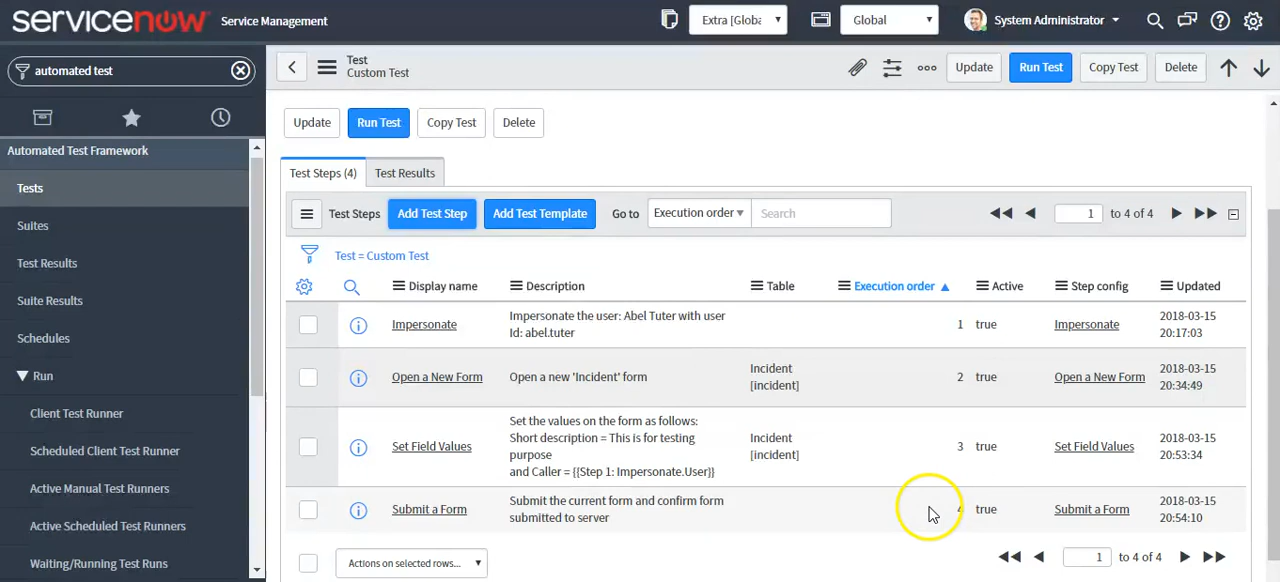 servicenow Service Management Extra [Globa Global System Administrator
automated test
Test
Custom Test
Update Run Test Copy Test Delete
Automated Test Framework
Tests
Suites
Test Results
Suite Results
Schedules
Run
Client Test Runner
Scheduled Client Test Runner
Active Manual Test Runners
Active Scheduled Test Runners
Waiting/Running Test Runs
Update Run Test Copy Test Delete
Test Steps (4) Test Results
Test Steps Add Test Step Add Test Template Go to Execution order Search 1 to 4 of 4
Test = Custom Test
Display name Description Table Execution order Active Step config Updated
Impersonate Impersonate the user: Abel Tuter with user Id: abel.tuter 1 true Impersonate 2018-03-15 20:17:03
Open a New Form Open a new 'Incident' form Incident [incident] 2 true Open a New Form 2018-03-15 20:34:49
Set Field Values Set the values on the form as follows:
Short description = This is for testing
purpose
and Caller = {{Step 1: Impersonate.User}} Incident [incident] 3 true Set Field Values 2018-03-15 20:53:34
Submit a Form Submit the current form and confirm form submitted to server 4 true Submit a Form 2018-03-15 20:54:10
Actions on selected rows... 1 to 4 of 4